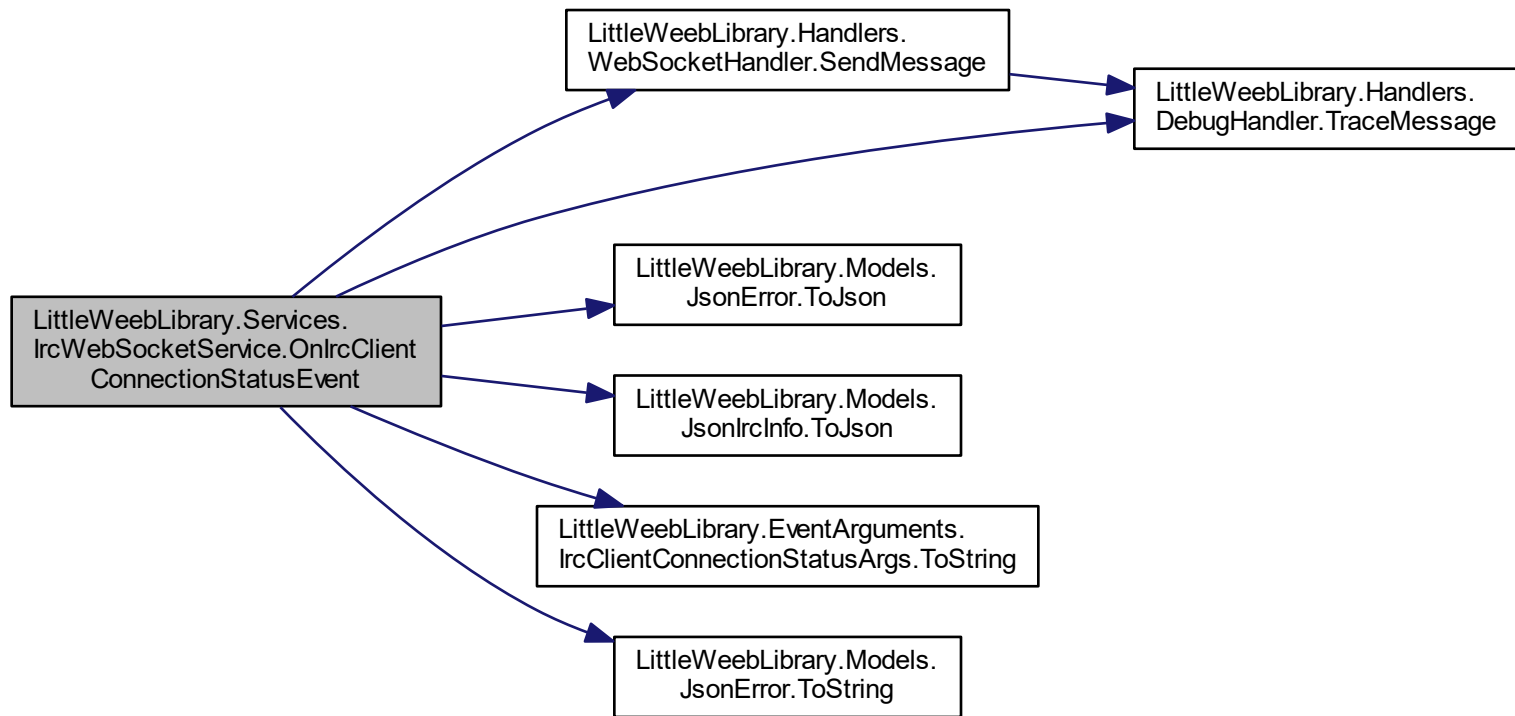 LittleWeebLibrary.Handlers.
WebSocketHandler.SendMessage
LittleWeebLibrary.Handlers.
DebugHandler.TraceMessage
LittleWeebLibrary.Models.
JsonError.ToJson
LittleWeebLibrary.Services.
IrcWebSocketService.OnIrcClient
ConnectionStatusEvent
LittleWeebLibrary.Models.
JsonIrcInfo.ToJson
LittleWeebLibrary.EventArguments.
IrcClientConnectionStatusArgs.ToString
LittleWeebLibrary.Models.
JsonError.ToString